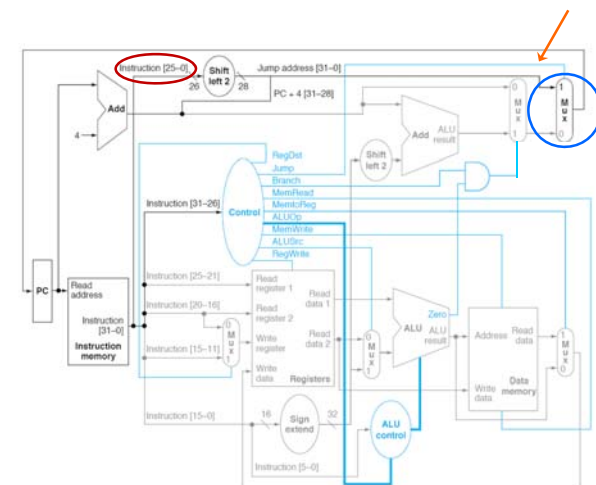 Instruction [25–0]
Shift left 2
Jump address [31–0]
26
28
PC + 4 [31–28]
Add
4
0
M u x
1
1
M u x
0
Add
ALU result
Shift left 2
RegDst
Jump
Branch
MemRead
MemtoReg
ALUOp
MemWrite
ALUSrc
RegWrite
Control
Instruction [31–26]
PC
Read address
Instruction [31–0]
Instruction memory
Instruction [25–21]
Instruction [20–16]
Instruction [15–11]
0
M u x
1
Read register 1
Read register 2
Write register
Write data
Read data 1
Read data 2
Registers
0
M u x
1
Zero
ALU
ALU result
Address
Read data
Write data
Data memory
1
M u x
0
Instruction [15–0]
16
Sign extend
32
ALU control
Instruction [5–0]